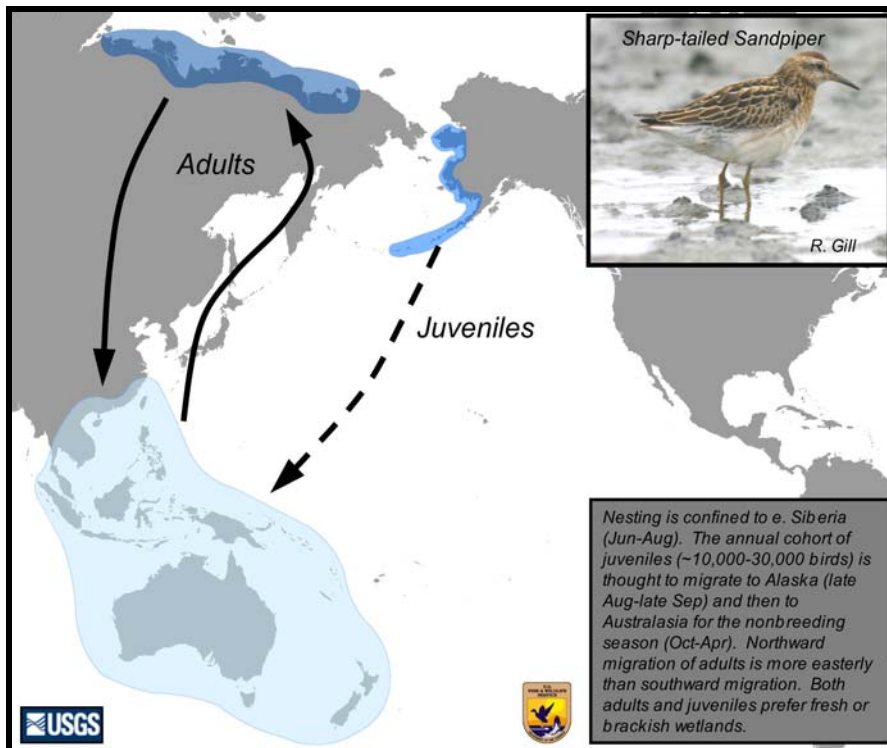 Sharp-tailed Sandpiper
R. Gill
Adults
Juveniles
Nesting is confined to e. Siberia
(Jun-Aug). The annual cohort of
juveniles (~10,000-30,000 birds) is
thought to migrate to Alaska (late
Aug-late Sep) and then to
Australasia for the nonbreeding
season (Oct-Apr). Northward
migration of adults is more easterly
than southward migration. Both
adults and juveniles prefer fresh or
brackish wetlands.
USGS
U.S.
FISH & WILDLIFE
SERVICE